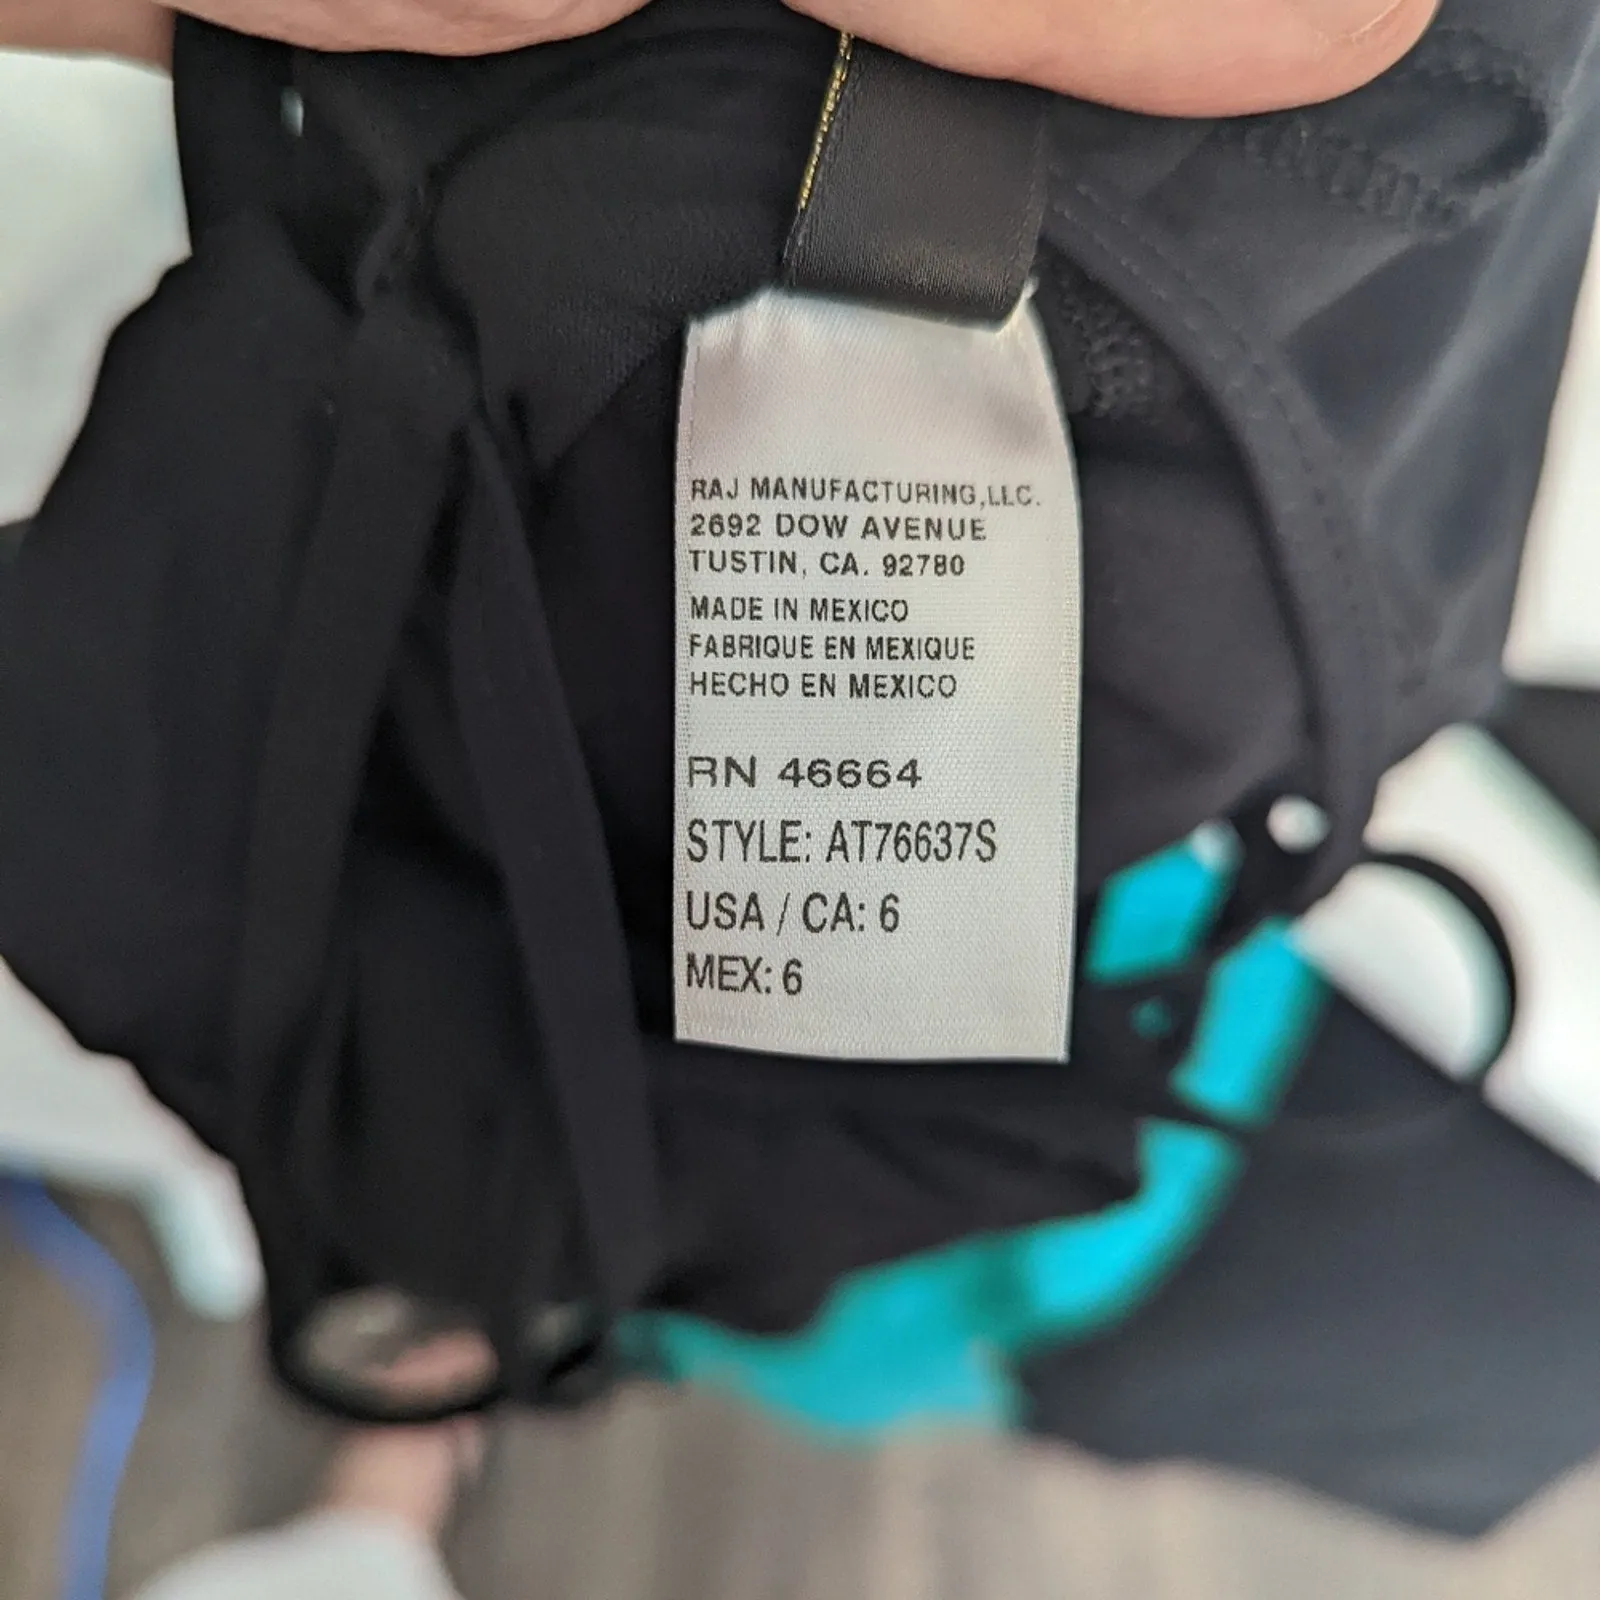 RAJ MANUFACTURING,LLC.
2692 DOW AVENUE
TUSTIN, CA. 92780
MADE IN MEXICO
FABRIQUE EN MEXIQUE
HECHO EN MEXICO
RN 46664
STYLE: AT76637S
USA / CA: 6
MEX: 6